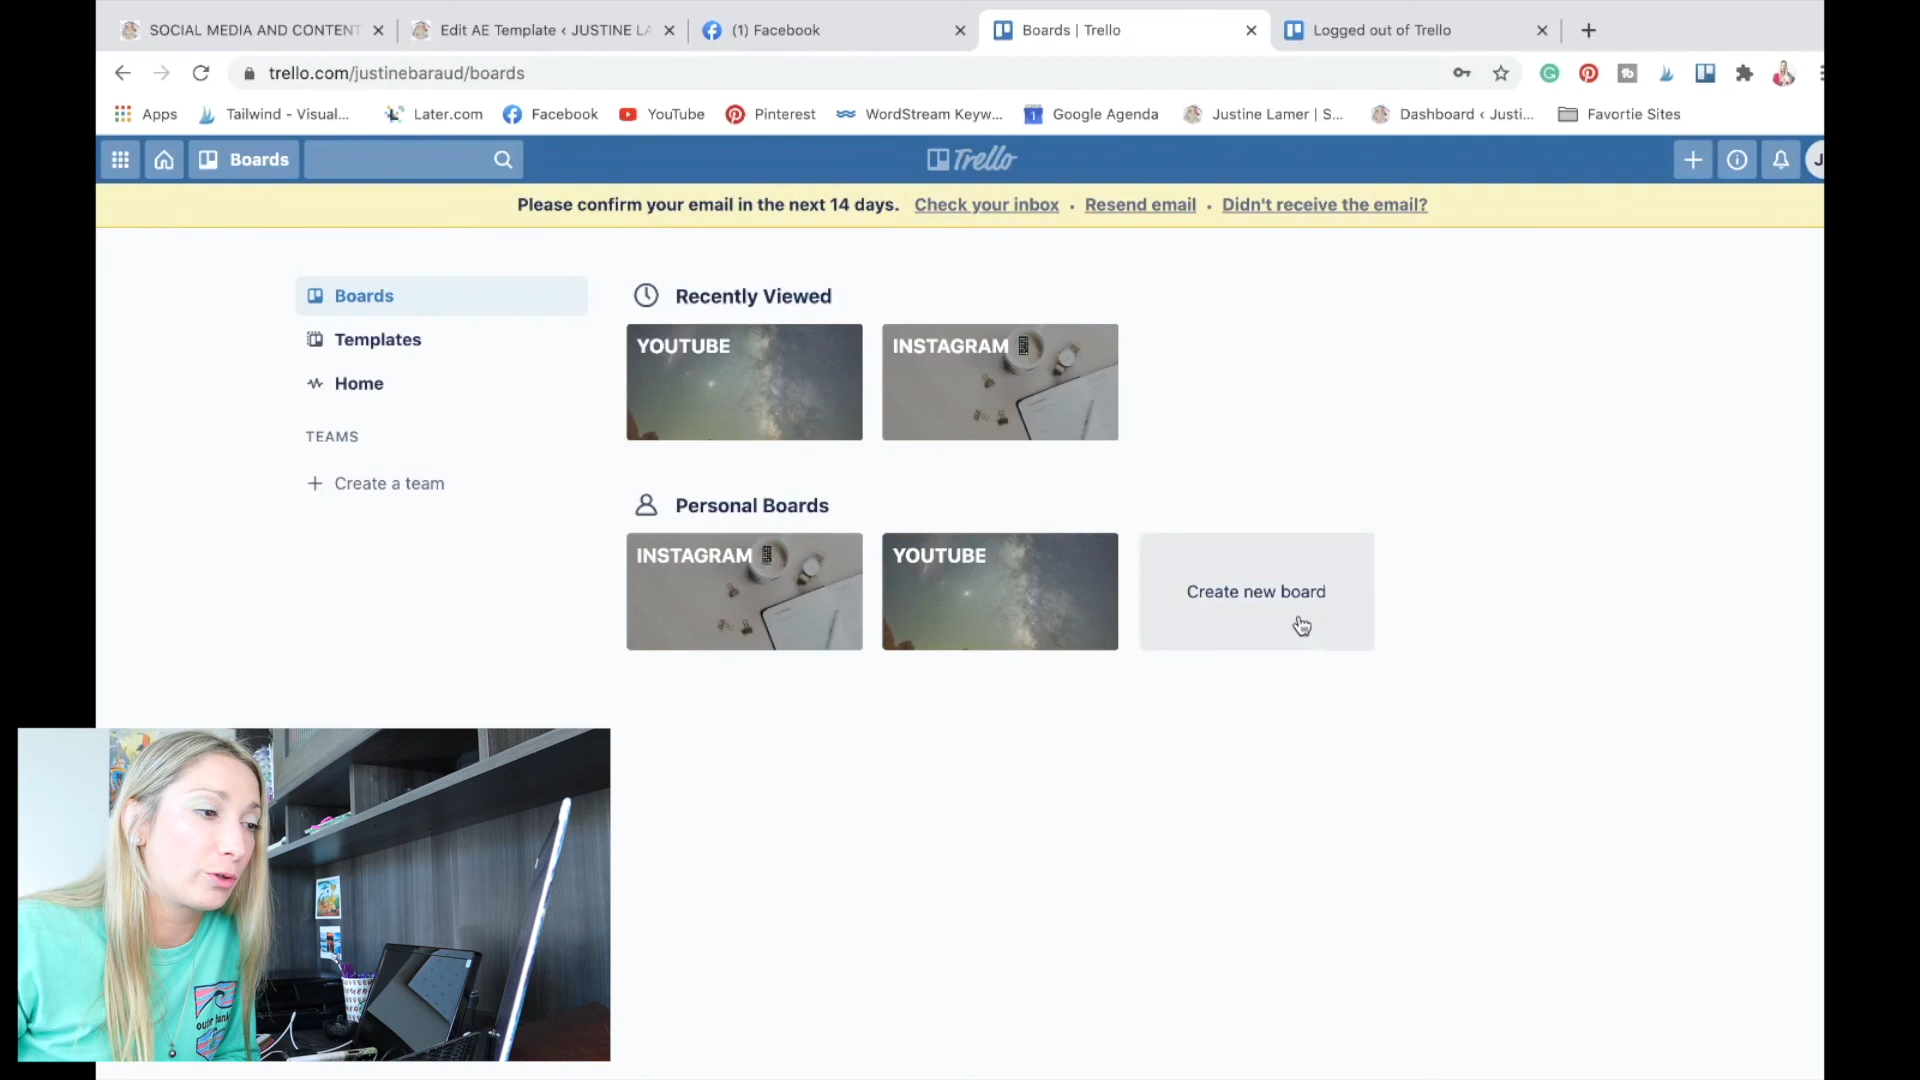 SOCIAL MEDIA AND CONTENT
Edit AE Template ‹ JUSTINE LA
(1) Facebook
Boards | Trello
Logged out of Trello
trello.com/justinebaraud/boards
Apps
Tailwind - Visual...
Later.com
Facebook
YouTube
Pinterest
WordStream Keyw...
Google Agenda
Justine Lamer | S...
Dashboard ‹ Justi...
Favortie Sites
Boards
Trello
J
Please confirm your email in the next 14 days. Check your inbox · Resend email · Didn't receive the email?
Boards
Templates
Home
TEAMS
Create a team
Recently Viewed
YOUTUBE
INSTAGRAM
Personal Boards
INSTAGRAM
YOUTUBE
Create new board